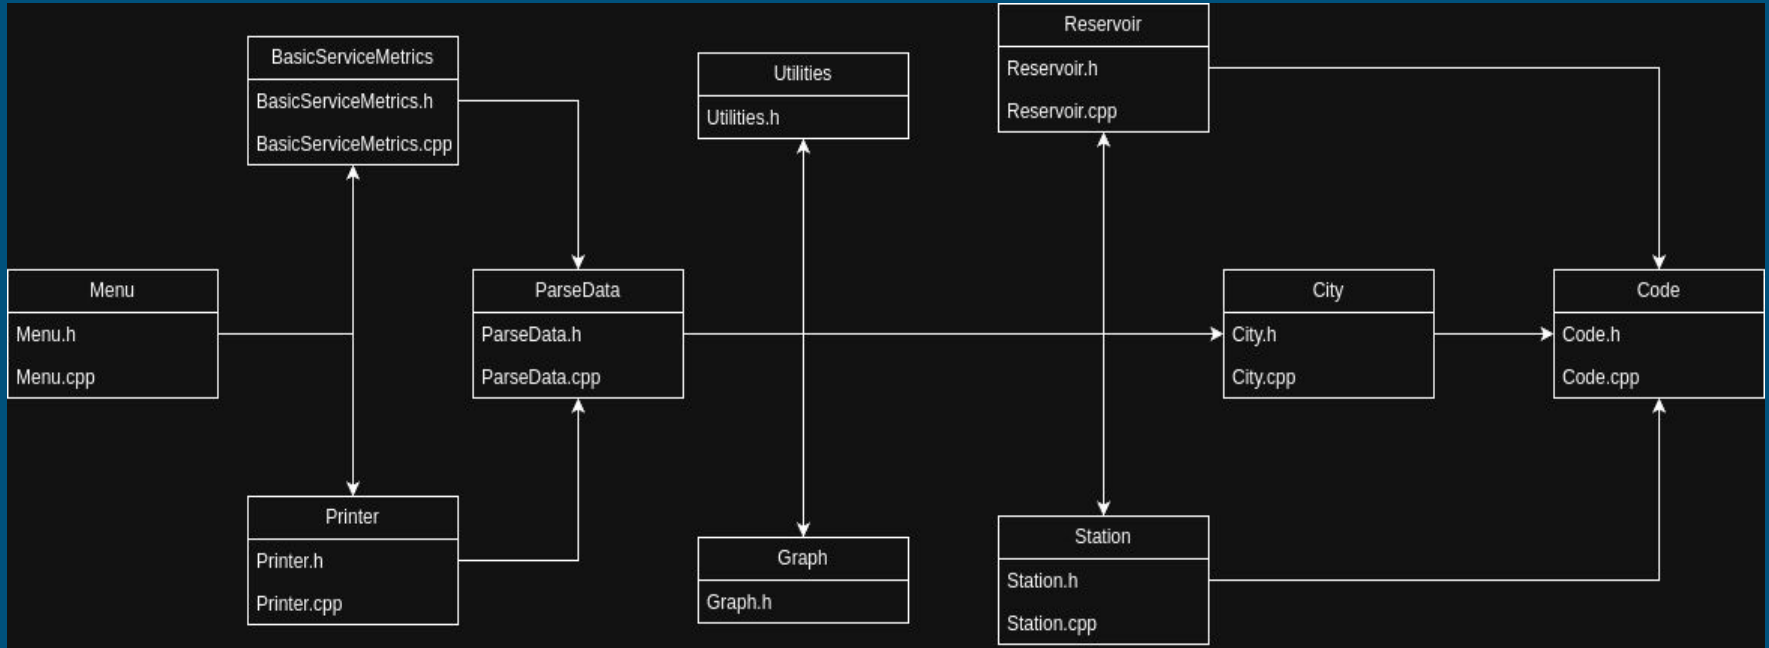 BasicServiceMetrics
BasicServiceMetrics.h
BasicServiceMetrics.cpp
Utilities
Utilities.h
Reservoir
Reservoir.h
Reservoir.cpp
Menu
Menu.h
Menu.cpp
ParseData
ParseData.h
ParseData.cpp
City
City.h
City.cpp
Code
Code.h
Code.cpp
Printer
Printer.h
Printer.cpp
Graph
Graph.h
Station
Station.h
Station.cpp